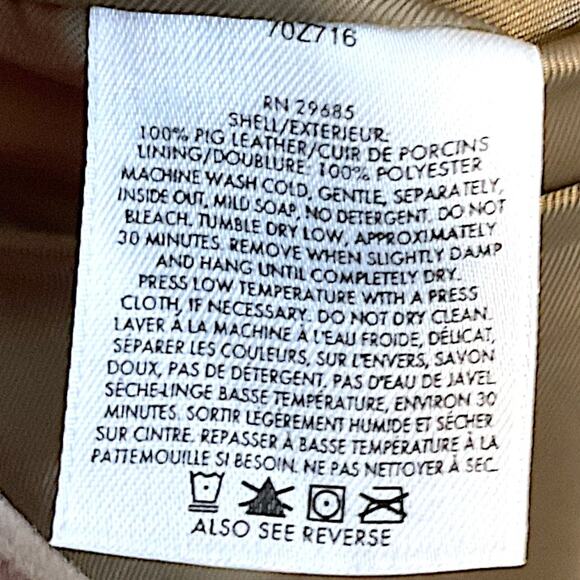 70Z716
RN 29685
SHELL/EXTERIEUR:
100% PIG LEATHER/CUIR DE PORCINS
LINING/DOUBLURE: 100% POLYESTER
MACHINE WASH COLD, GENTLE, SEPARATELY,
INSIDE OUT, MILD SOAP, NO DETERGENT. DO NOT
BLEACH. TUMBLE DRY LOW, APPROXIMATELY
30 MINUTES. REMOVE WHEN SLIGHTLY DAMP
AND HANG UNTIL COMPLETELY DRY.
PRESS LOW TEMPERATURE WITH A PRESS
CLOTH, IF NECESSARY. DO NOT DRY CLEAN.
LAVER À LA MACHINE À L'EAU FROIDE, DÉLICAT,
SÉPARER LES COULEURS, SUR L'ENVERS, SAVON
DOUX, PAS DE DÉTERGENT, PAS D'EAU DE JAVEL.
SÈCHE-LINGE BASSE TEMPÉRATURE, ENVIRON 30
MINUTES. SORTIR LÉGÈREMENT HUMIDE ET SÉCHER
SUR CINTRE. REPASSER À BASSE TEMPÉRATURE À LA
PATTEMOUILLE SI BESOIN. NE PAS NETTOYER À SEC.
ALSO SEE REVERSE